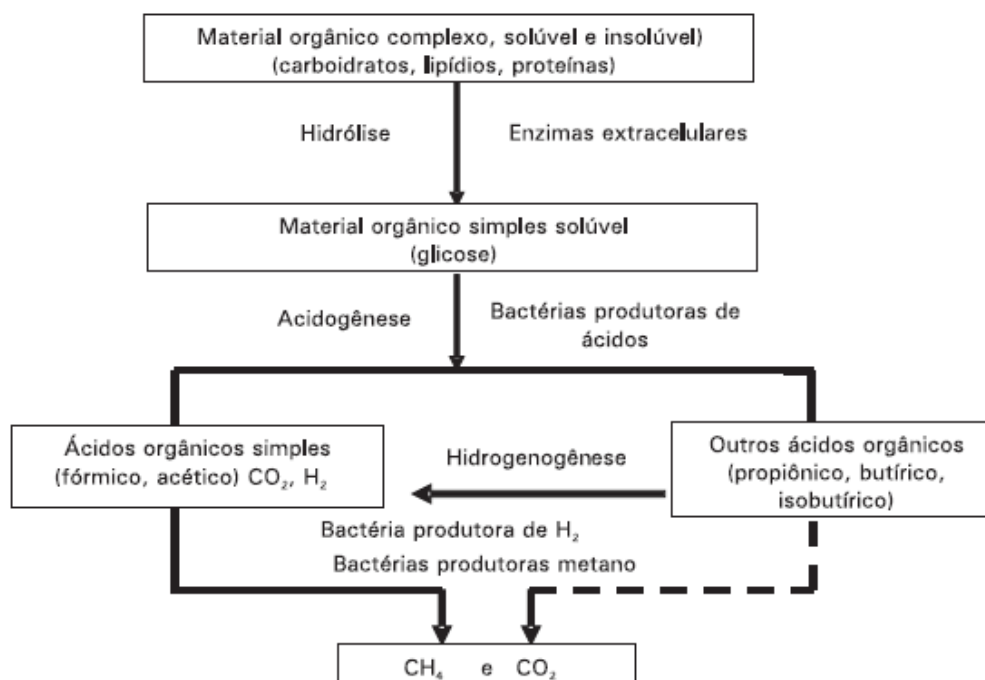 Material orgânico complexo, solúvel e insolúvel)
(carboidratos, lipídios, proteínas)
Hidrólise
Enzimas extracelulares
Material orgânico simples solúvel
(glicose)
Acidogênese
Bactérias produtoras de
ácidos
Ácidos orgânicos simples
(fórmico, acético) CO₂, H₂
Hidrogenogênese
Outros ácidos orgânicos
(propiônico, butírico,
isobutírico)
Bactéria produtora de H₂
Bactérias produtoras metano
CH₄ e CO₂